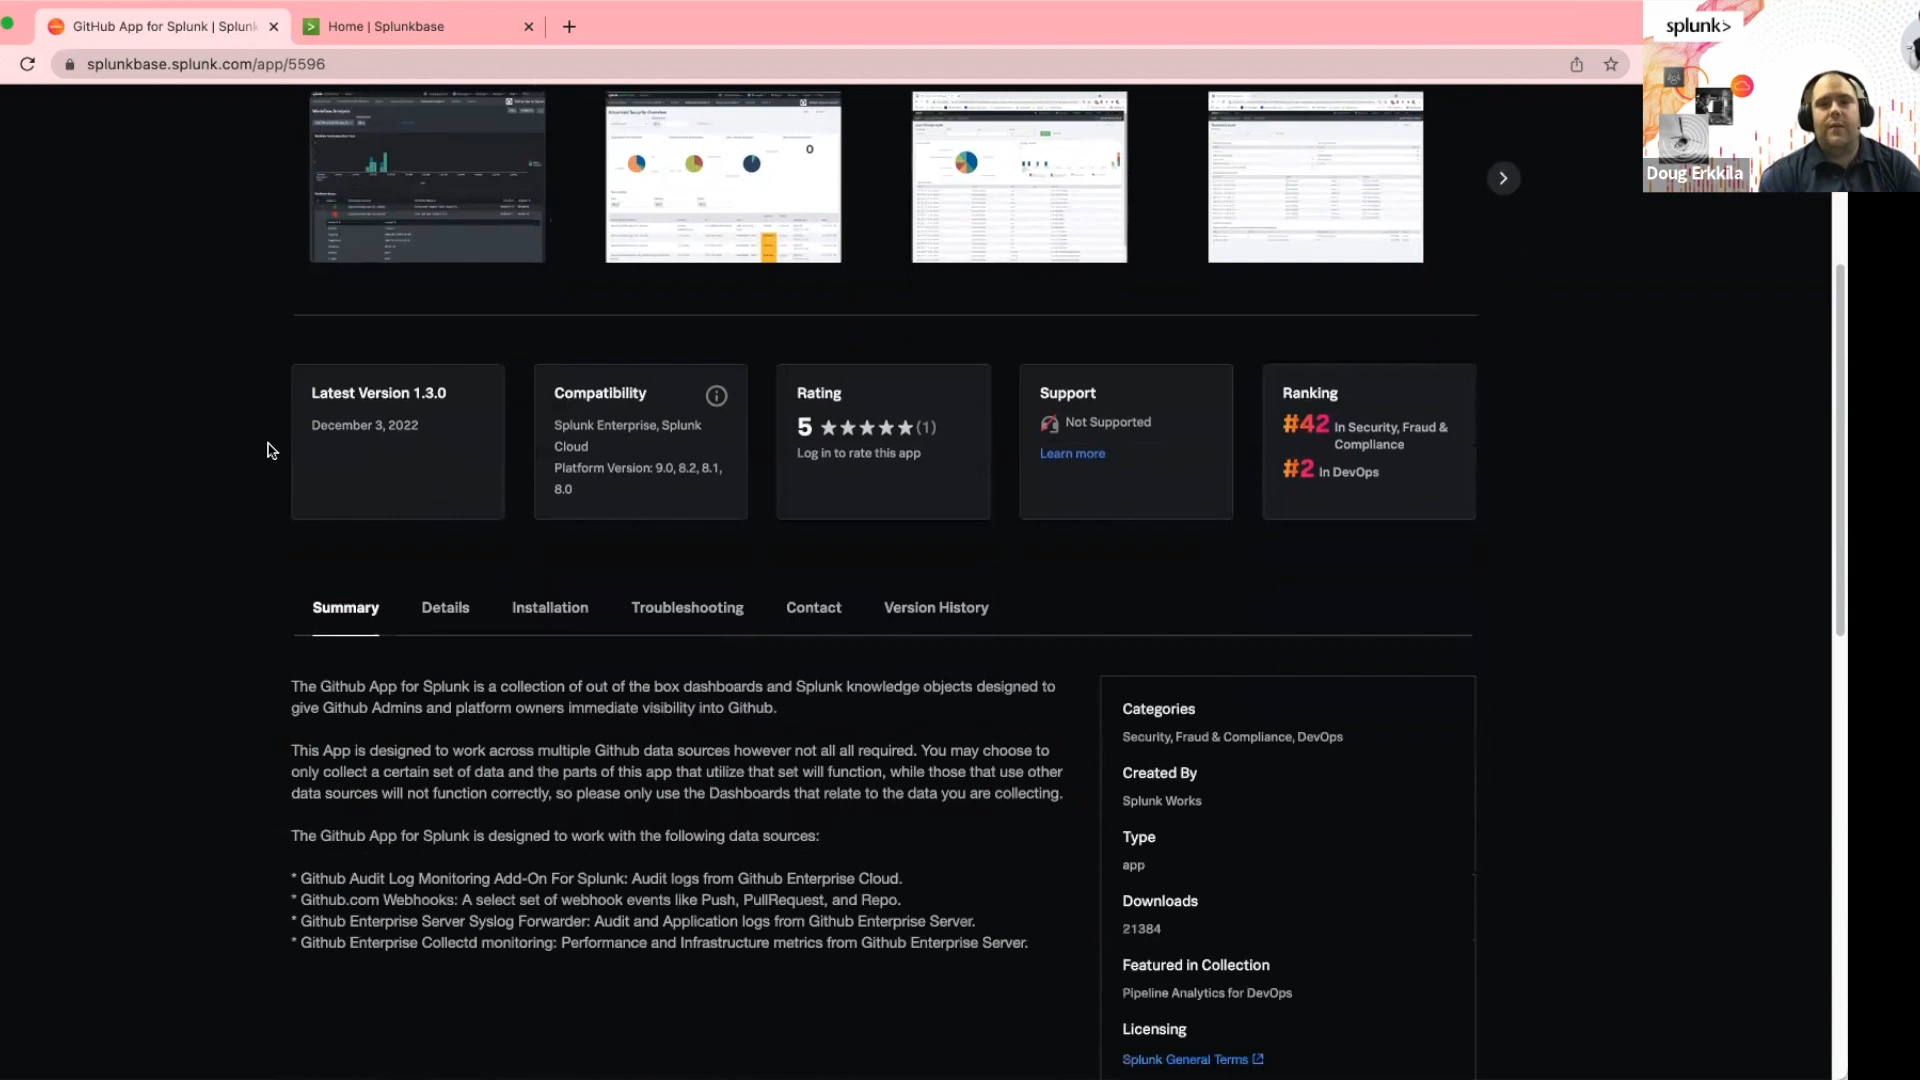 GitHub App for Splunk | Splunk
Home | Splunkbase
splunkbase.splunk.com/app/5596
splunk>
Doug Erkkila
Advanced Security Overview
0
Latest Version 1.3.0
December 3, 2022
Compatibility
Splunk Enterprise, Splunk
Cloud
Platform Version: 9.0, 8.2, 8.1,
8.0
Rating
5 (1)
Log in to rate this app
Support
Not Supported
Learn more
Ranking
#42 In Security, Fraud &
Compliance
#2 In DevOps
Summary Details Installation Troubleshooting Contact Version History
The Github App for Splunk is a collection of out of the box dashboards and Splunk knowledge objects designed to
give Github Admins and platform owners immediate visibility into Github.
This App is designed to work across multiple Github data sources however not all all required. You may choose to
only collect a certain set of data and the parts of this app that utilize that set will function, while those that use other
data sources will not function correctly, so please only use the Dashboards that relate to the data you are collecting.
The Github App for Splunk is designed to work with the following data sources:
* Github Audit Log Monitoring Add-On For Splunk: Audit logs from Github Enterprise Cloud.
* Github.com Webhooks: A select set of webhook events like Push, PullRequest, and Repo.
* Github Enterprise Server Syslog Forwarder: Audit and Application logs from Github Enterprise Server.
* Github Enterprise Collectd monitoring: Performance and Infrastructure metrics from Github Enterprise Server.
Categories
Security, Fraud & Compliance, DevOps
Created By
Splunk Works
Type
app
Downloads
21384
Featured in Collection
Pipeline Analytics for DevOps
Licensing
Splunk General Terms